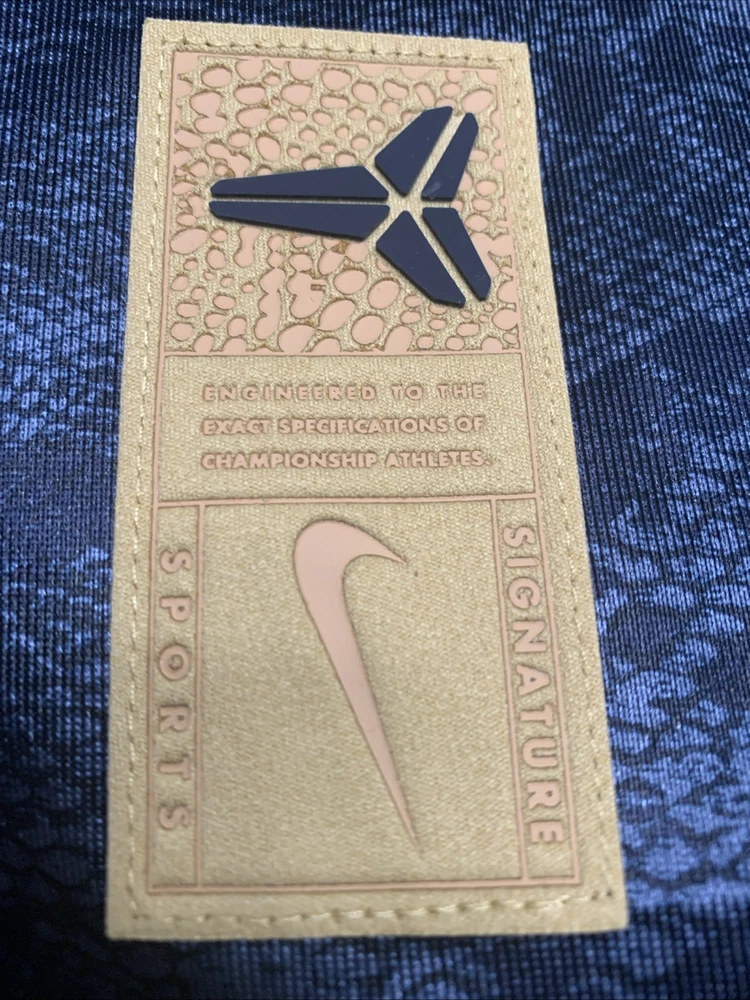 ENGINEERED TO THE
EXACT SPECIFICATIONS OF
CHAMPIONSHIP ATHLETES.
SPORTS
SIGNATURE